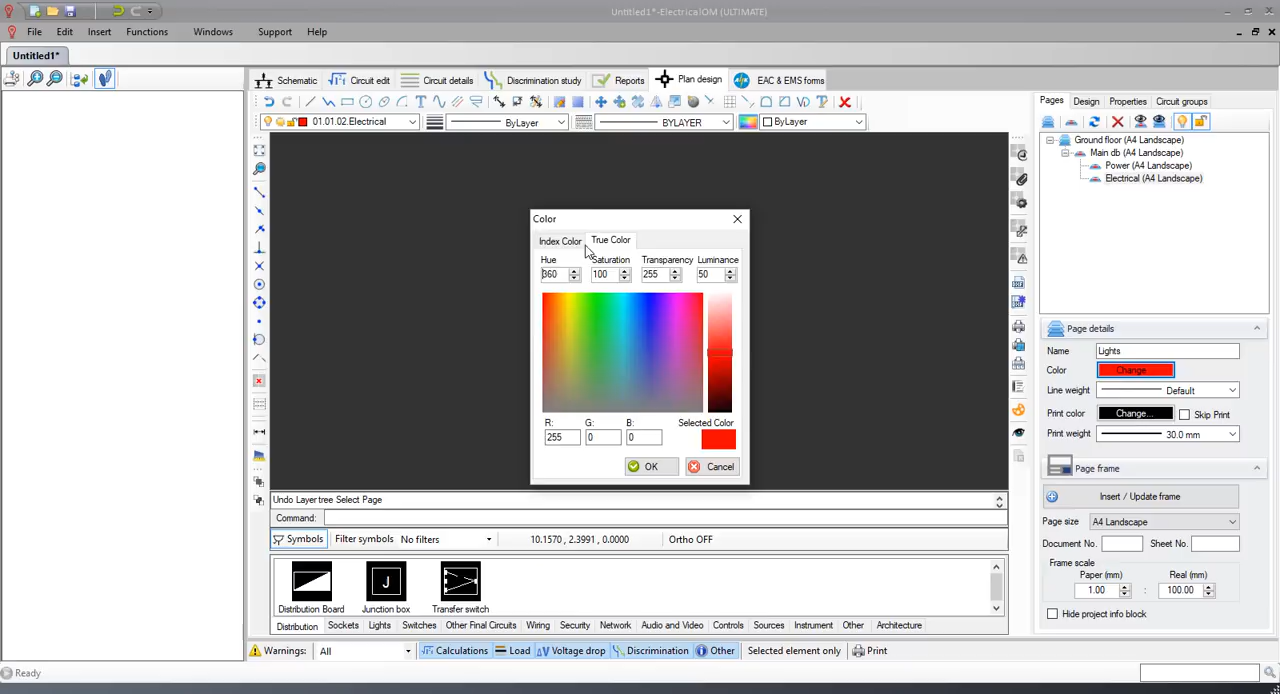 Untitled1*-ElectricalOM (ULTIMATE)
File Edit Insert Functions Windows Support Help
Untitled1*
Schematic Circuit edit Circuit details Discrimination study Reports Plan design EAC & EMS forms
01.01.02.Electrical ByLayer BYLAYER ByLayer
Pages Design Properties Circuit groups
Ground floor (A4 Landscape)
Main db (A4 Landscape)
Power (A4 Landscape)
Electrical (A4 Landscape)
Color
Index Color True Color
Hue Saturation Transparency Luminance
360 100 255 50
R: G: B: Selected Color
255 0 0
OK Cancel
Page details
Name Lights
Color Change...
Line weight Default
Print color Change... Skip Print
Print weight 30.0 mm
Page frame
Insert / Update frame
Page size A4 Landscape
Document No. Sheet No.
Frame scale
Paper (mm) Real (mm)
1.00 : 100.00
Hide project info block
Undo Layertree Select Page
Command:
Symbols Filter symbols No filters 10.1570 , 2.3991 , 0.0000 Ortho OFF
J
Distribution Board Junction box Transfer switch
Distribution Sockets Lights Switches Other Final Circuits Wiring Security Network Audio and Video Controls Sources Instrument Other Architecture
Warnings: All Calculations Load Voltage drop Discrimination Other Selected element only Print
Ready